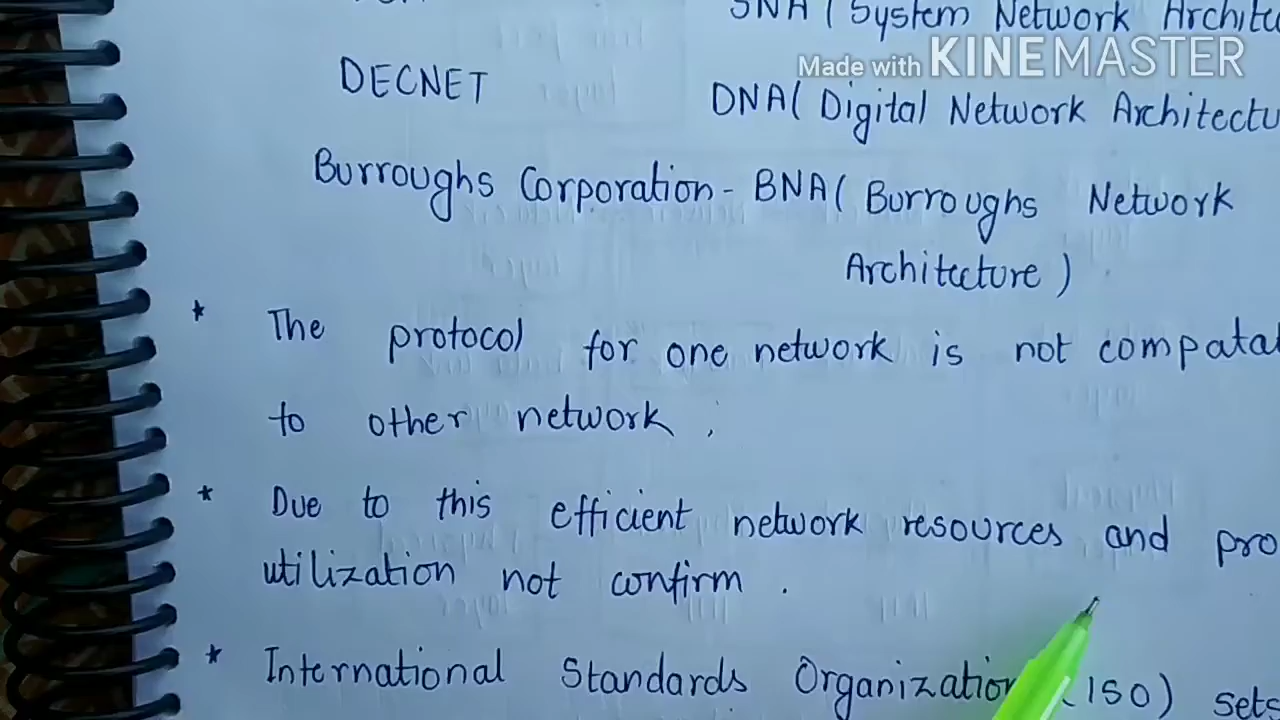 SNA ( System Network Archite
Made with KINEMASTER
DECNET
DNA ( Digital Network Architectu
Burroughs Corporation - BNA ( Burroughs Network
Architecture )
* The protocol for one network is not compata
to other network .
* Due to this efficient network resources and pro
utilization not confirm .
* International Standards Organization (ISO) sets